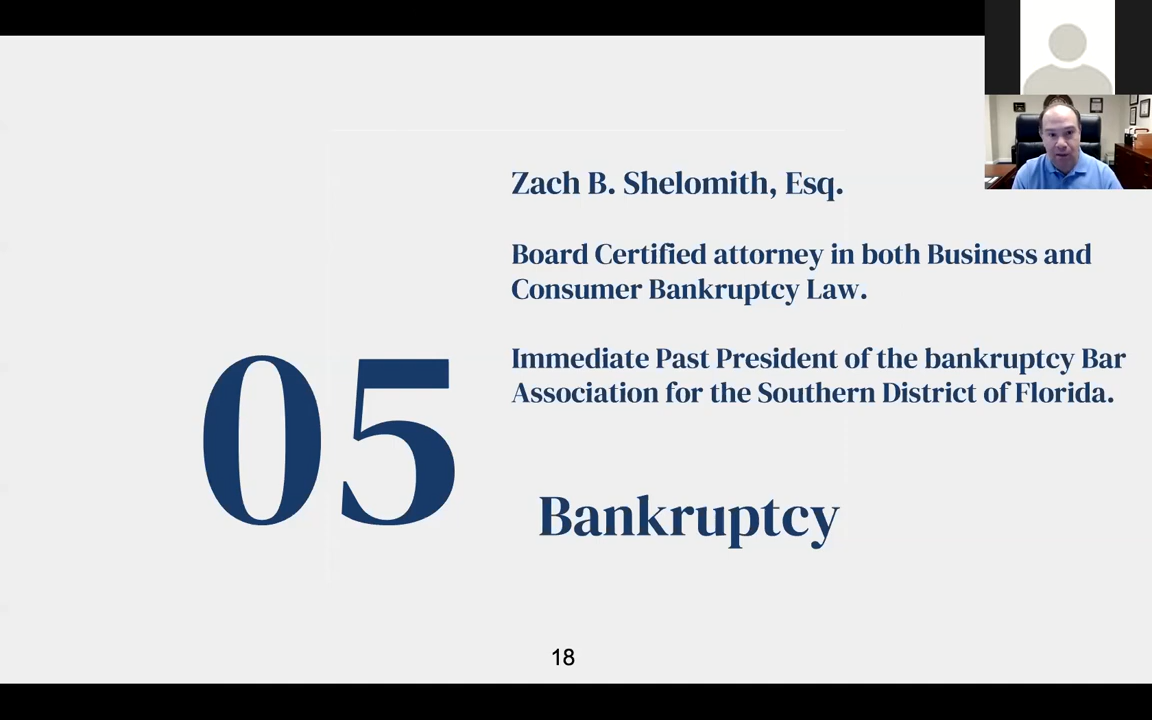 Zach B. Shelomith, Esq.
Board Certified attorney in both Business and
Consumer Bankruptcy Law.
Immediate Past President of the bankruptcy Bar
Association for the Southern District of Florida.
05
Bankruptcy
18